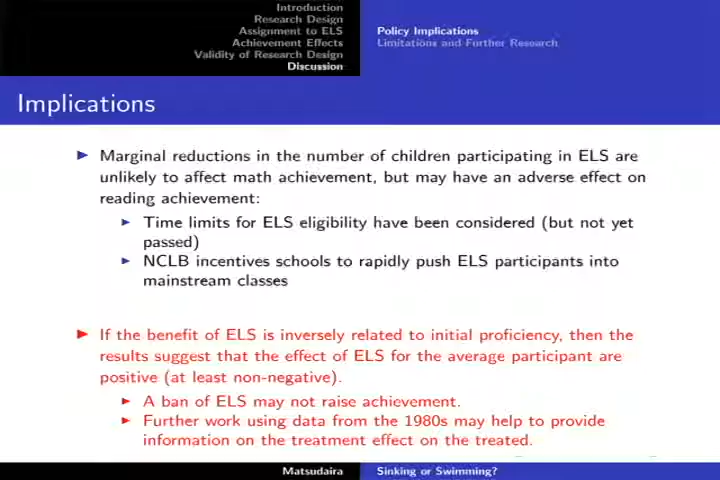 Introduction
Research Design
Assignment to ELS
Achievement Effects
Validity of Research Design
Discussion
Policy Implications
Limitations and Further Research
Implications
Marginal reductions in the number of children participating in ELS are
unlikely to affect math achievement, but may have an adverse effect on
reading achievement:
Time limits for ELS eligibility have been considered (but not yet
passed)
NCLB incentives schools to rapidly push ELS participants into
mainstream classes
If the benefit of ELS is inversely related to initial proficiency, then the
results suggest that the effect of ELS for the average participant are
positive (at least non-negative).
A ban of ELS may not raise achievement.
Further work using data from the 1980s may help to provide
information on the treatment effect on the treated.
Matsudaira
Sinking or Swimming?